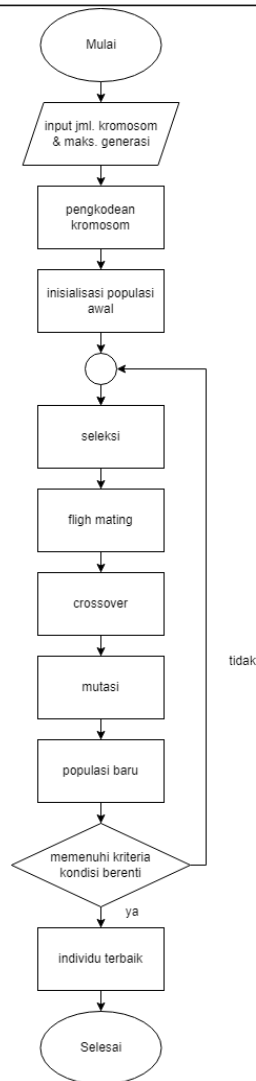 Mulai
input jml. kromosom
& maks. generasi
pengkodean
kromosom
inisialisasi populasi
awal
seleksi
fligh mating
crossover
mutasi
tidak
populasi baru
memenuhi kriteria
kondisi berenti
ya
individu terbaik
Selesai